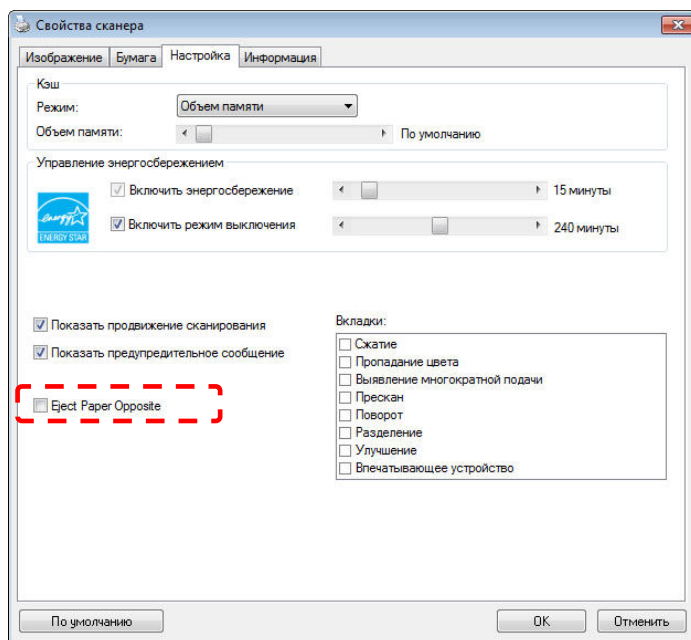 Свойства сканера
Изображение Бумага Настройка Информация
Кэш
Режим: Объем памяти
Объем памяти: По умолчанию
Управление энергосбережением
Включить энергосбережение 15 минуты
Включить режим выключения 240 минуты
energy
ENERGY STAR
Показать продвижение сканирования
Показать предупредительное сообщение
Eject Paper Opposite
Вкладки:
Сжатие
Пропадание цвета
Выявление многократной подачи
Прескан
Поворот
Разделение
Улучшение
Впечатывающее устройство
По умолчанию OK Отменить